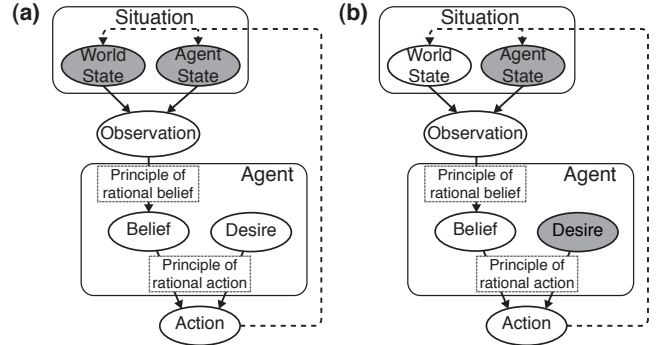 (a)
Situation
World
State
Agent
State
Observation
Agent
Principle of
rational belief
Belief
Desire
Principle of
rational action
Action
(b)
Situation
World
State
Agent
State
Observation
Agent
Principle of
rational belief
Belief
Desire
Principle of
rational action
Action